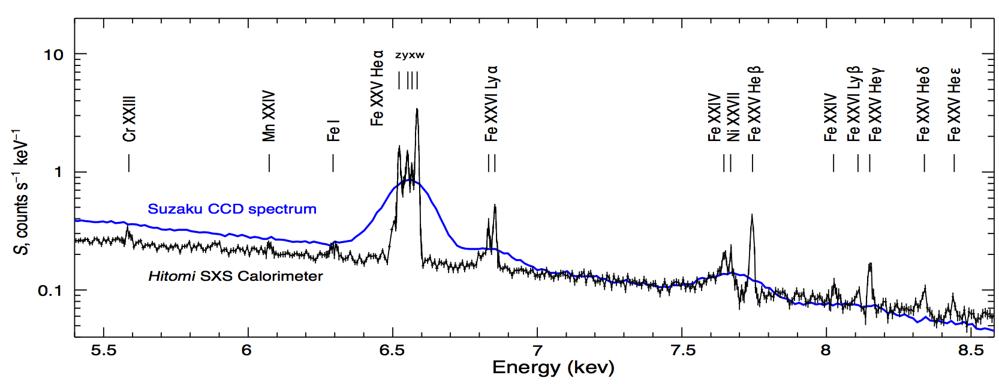 10
1
0.1
S, counts s⁻¹ keV⁻¹
Cr XXIII
Mn XXIV
Fe I
Fe XXV He α
z y x w
Fe XXVI Ly α
Fe XXIV
Ni XXVII
Fe XXV He β
Fe XXIV
Fe XXVI Ly β
Fe XXV He γ
Fe XXV He δ
Fe XXV He ε
Suzaku CCD spectrum
Hitomi SXS Calorimeter
5.5 6 6.5 7 7.5 8 8.5
Energy (kev)